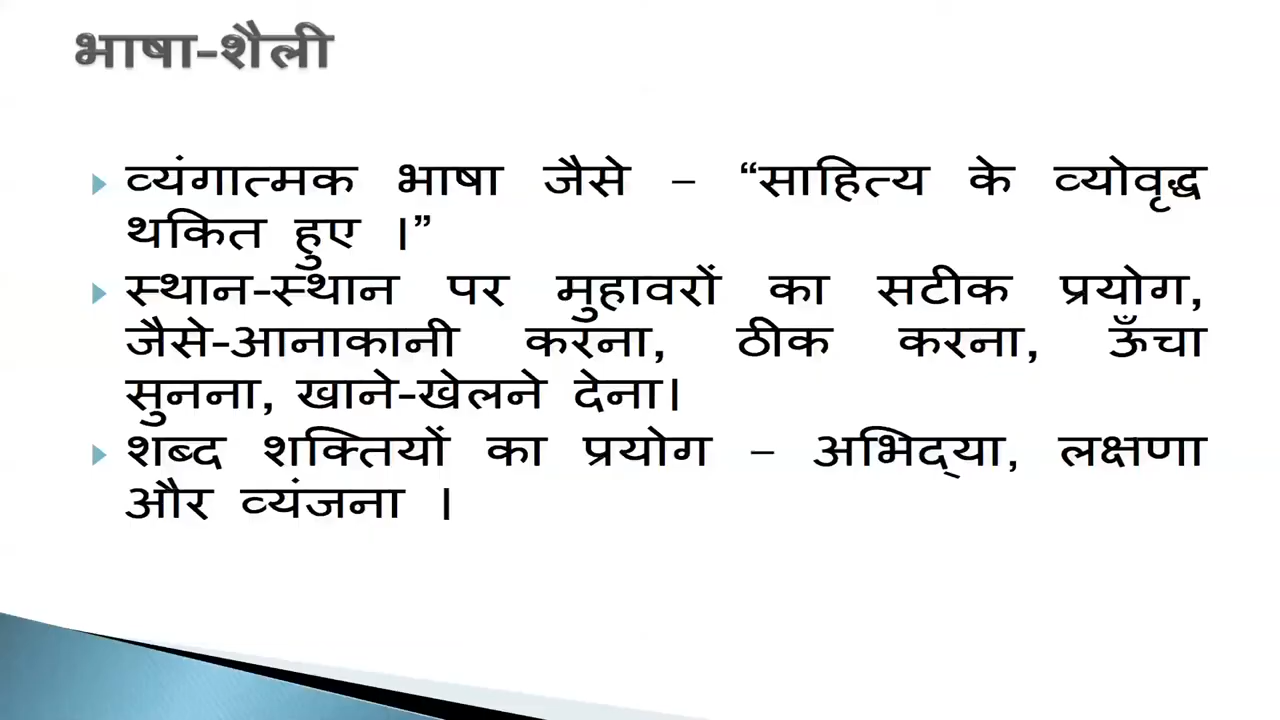 भाषा-शैली
व्यंगात्मक भाषा जैसे – “साहित्य के व्योवृद्ध
थकित हुए ।”
स्थान-स्थान पर मुहावरों का सटीक प्रयोग,
जैसे-आनाकानी करना, ठीक करना, ऊँचा
सुनना, खाने-खेलने देना।
शब्द शक्तियों का प्रयोग – अभिद्‌या, लक्षणा
और व्यंजना ।